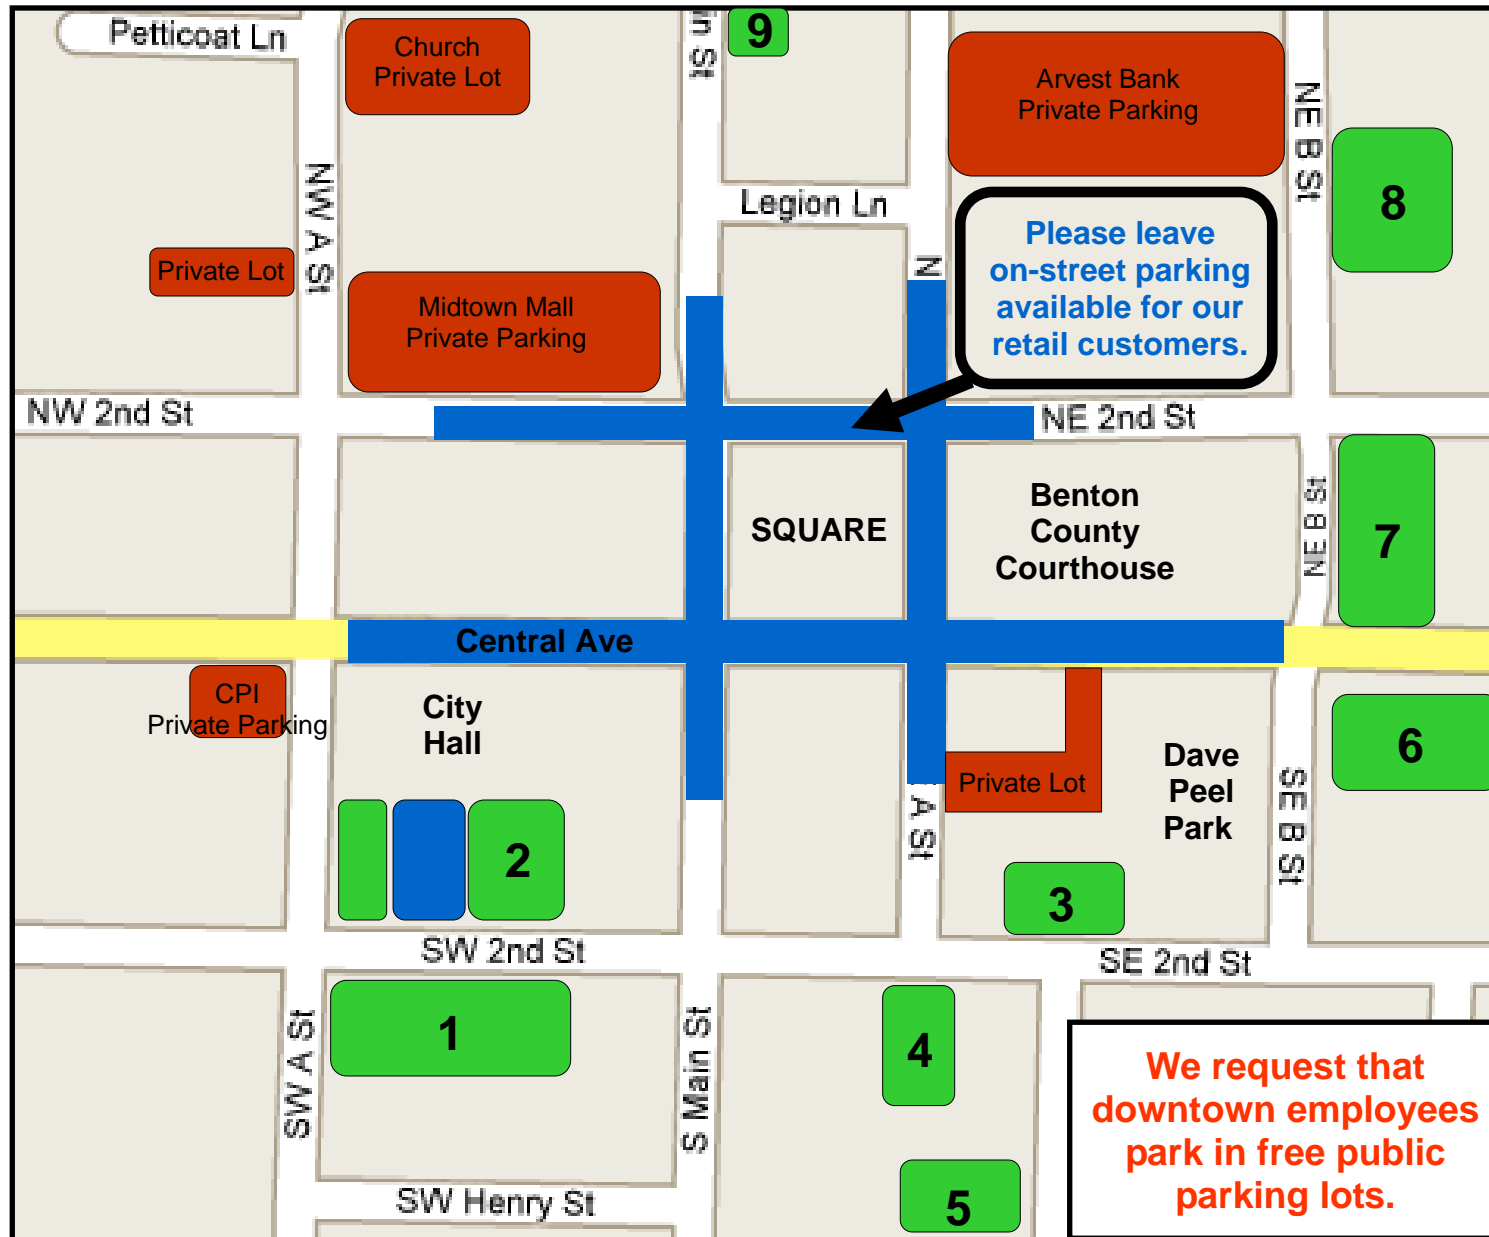 Petticoat Ln
Church
Private Lot
in St
9
Arvest Bank
Private Parking
NE B St
8
NW A St
Legion Ln
Please leave
on-street parking
available for our
retail customers.
Private Lot
N
Midtown Mall
Private Parking
NW 2nd St
NE 2nd St
SQUARE
Benton
County
Courthouse
NE B St
7
Central Ave
CPI
Private Parking
City
Hall
6
Dave
Peel
Park
Private Lot
SE B St
A St
2
3
SW 2nd St
SE 2nd St
1
SW A St
S Main St
4
We request that
downtown employees
park in free public
parking lots.
SW Henry St
5